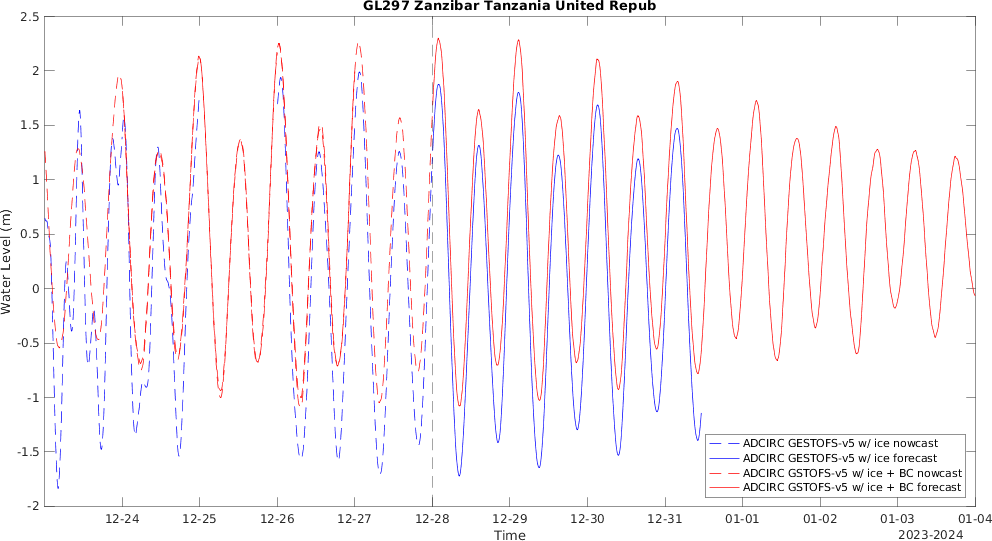 GL297 Zanzibar Tanzania United Repub
Water Level (m)
2.5
2
1.5
1
0.5
0
-0.5
-1
-1.5
-2
12-24 12-25 12-26 12-27 12-28 12-29 12-30 12-31 01-01 01-02 01-03 01-04
Time
2023-2024
ADCIRC GESTOFS-v5 w/ ice nowcast
ADCIRC GESTOFS-v5 w/ ice forecast
ADCIRC GSTOFS-v5 w/ ice + BC nowcast
ADCIRC GSTOFS-v5 w/ ice + BC forecast